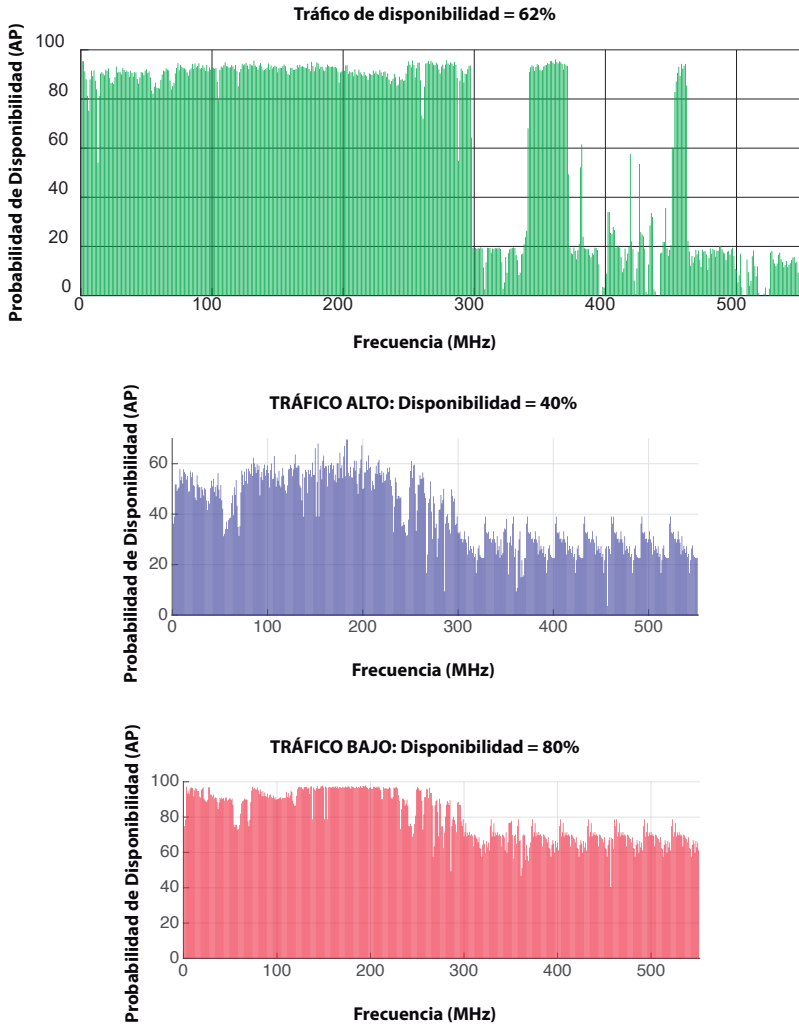 Tráfico de disponibilidad = 62%
Probabilidad de Disponibilidad (AP)
100
80
60
40
20
0
0 100 200 300 400 500
Frecuencia (MHz)
TRÁFICO ALTO: Disponibilidad = 40%
Probabilidad de Disponibilidad (AP)
60
40
20
0
0 100 200 300 400 500
Frecuencia (MHz)
TRÁFICO BAJO: Disponibilidad = 80%
Probabilidad de Disponibilidad (AP)
100
80
60
40
20
0
0 100 200 300 400 500
Frecuencia (MHz)